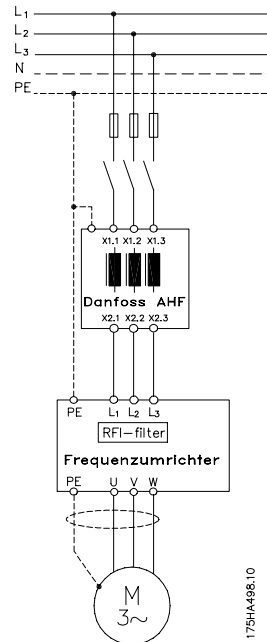 L1
L2
L3
N
PE
X1.1 X1.2 X1.3
Danfoss AHF
X2.1 X2.2 X2.3
PE L1 L2 L3
RFI-filter
Frequenzumrichter
PE U V W
M
3~
175HA498.10